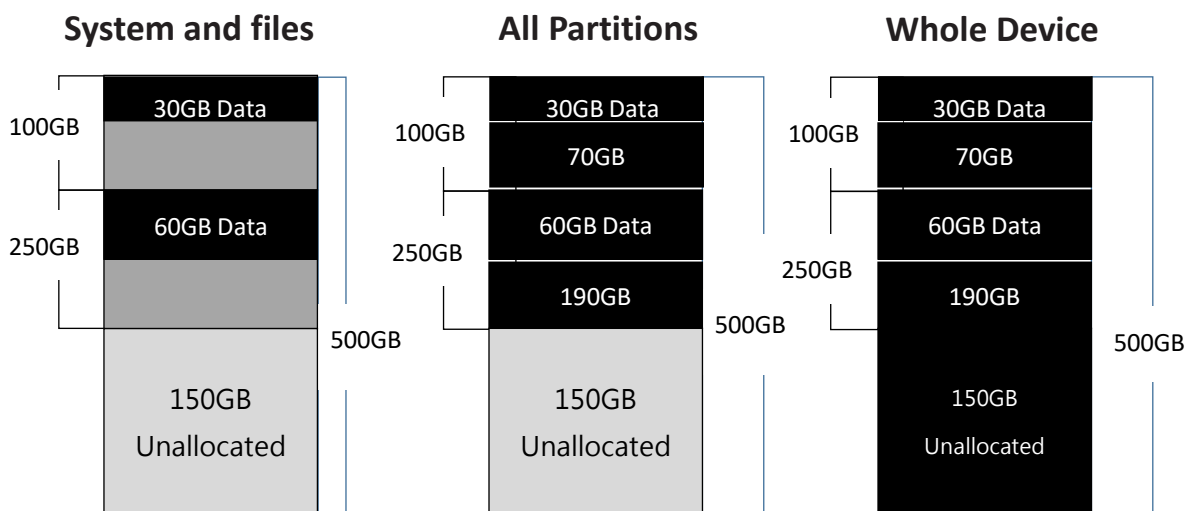 System and files
100GB
250GB
30GB Data
60GB Data
150GB
Unallocated
500GB
All Partitions
100GB
250GB
30GB Data
70GB
60GB Data
190GB
150GB
Unallocated
500GB
Whole Device
100GB
250GB
30GB Data
70GB
60GB Data
190GB
150GB
Unallocated
500GB